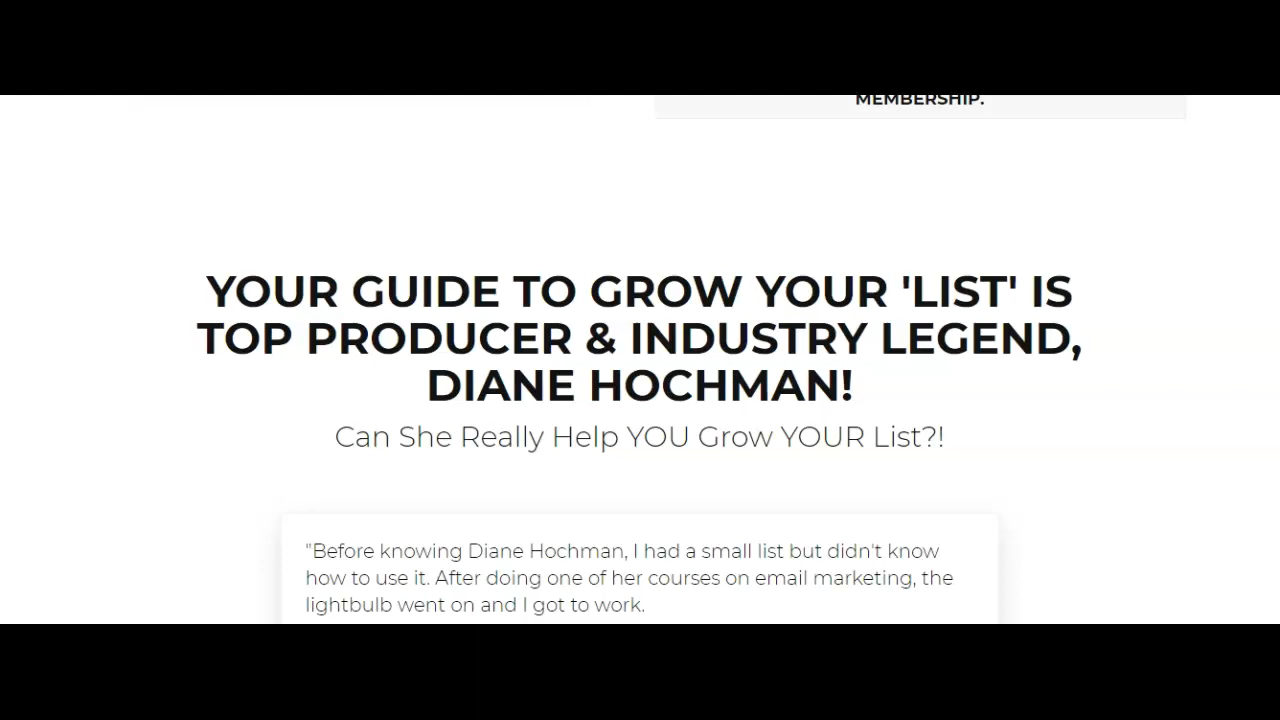 MEMBERSHIP.
YOUR GUIDE TO GROW YOUR 'LIST' IS
TOP PRODUCER & INDUSTRY LEGEND,
DIANE HOCHMAN!
Can She Really Help YOU Grow YOUR List?!
"Before knowing Diane Hochman, I had a small list but didn't know
how to use it. After doing one of her courses on email marketing, the
lightbulb went on and I got to work.